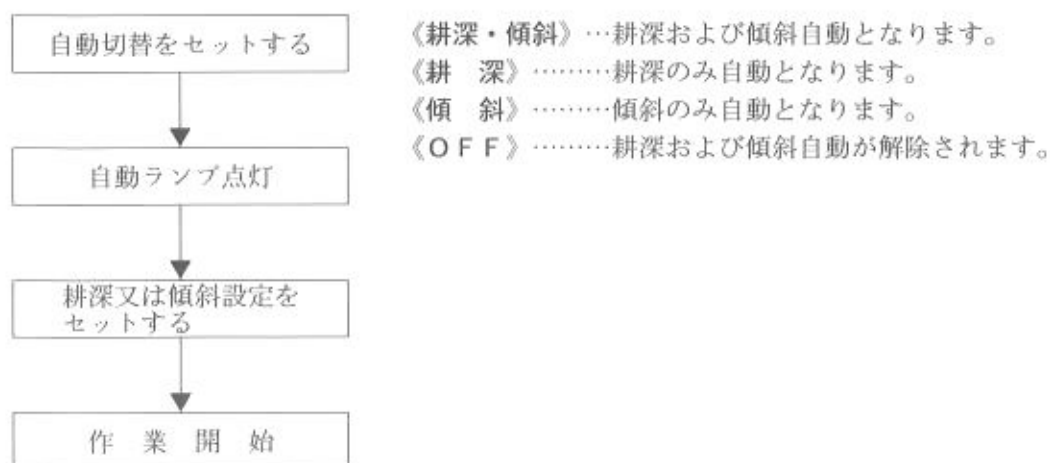 自動切替をセットする
自動ランプ点灯
耕深又は傾斜設定を
セットする
作　業　開　始
《耕深・傾斜》…耕深および傾斜自動となります。
《耕　深》………耕深のみ自動となります。
《傾　斜》………傾斜のみ自動となります。
《OFF》………耕深および傾斜自動が解除されます。